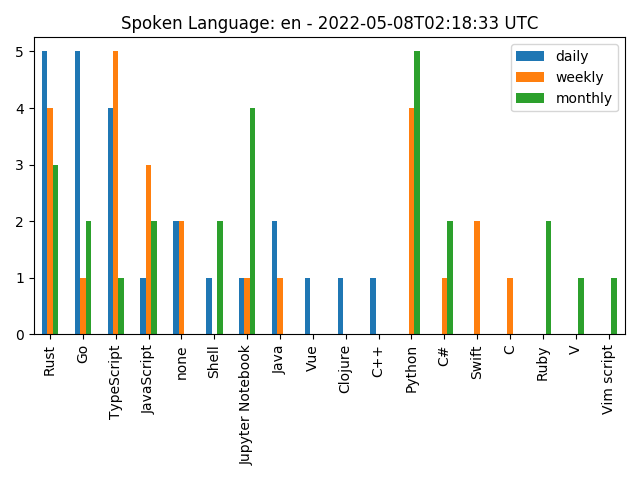 Spoken Language: en - 2022-05-08T02:18:33 UTC
daily
weekly
monthly
5
4
3
2
1
0
Rust
Go
TypeScript
JavaScript
none
Shell
Jupyter Notebook
Java
Vue
Clojure
C++
Python
C#
Swift
C
Ruby
V
Vim script